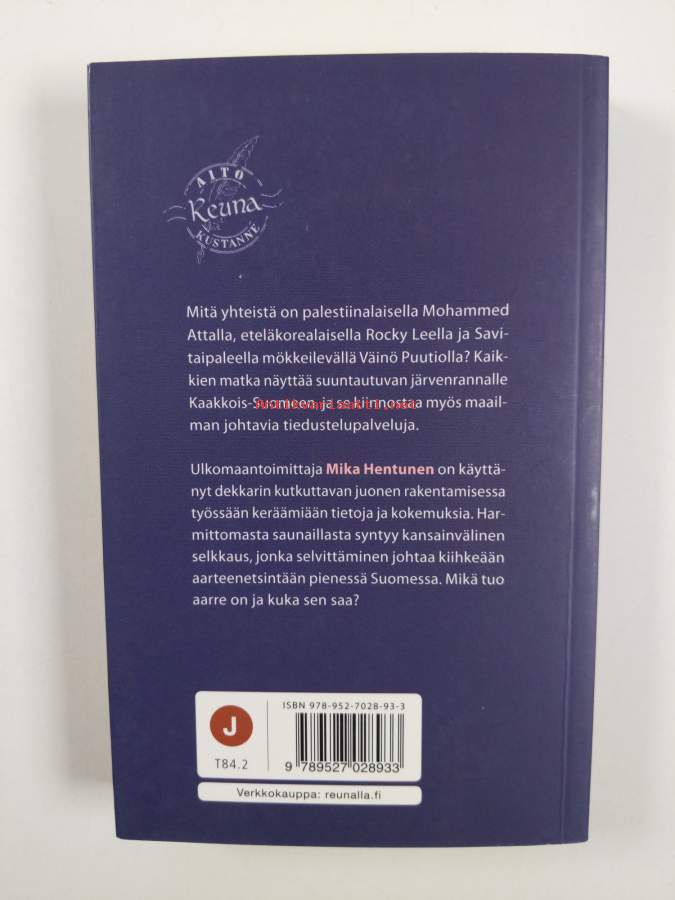 AITO
Reuna
KUSTANNE
Mitä yhteistä on palestiinalaisella Mohammed
Attalla, eteläkorealaisella Rocky Leella ja Savi-
taipaleella mökkeilevällä Väinö Puutiolla? Kaik-
kien matka näyttää suuntautuvan järvenrannalle
Kaakkois-Suomeen ja se kiinnostaa myös maail-
man johtavia tiedustelupalveluja.
Ulkomaantoimittaja Mika Hentunen on käyttä-
nyt dekkarin kutkuttavan juonen rakentamisessa
työssään keräämiään tietoja ja kokemuksia. Har-
mittomasta saunaillasta syntyy kansainvälinen
selkkaus, jonka selvittäminen johtaa kiihkeään
aarteenetsintään pienessä Suomessa. Mikä tuo
aarre on ja kuka sen saa?
J
T84.2
ISBN 978-952-7028-93-3
9 789527 028933
Verkkokauppa: reunalla.fi